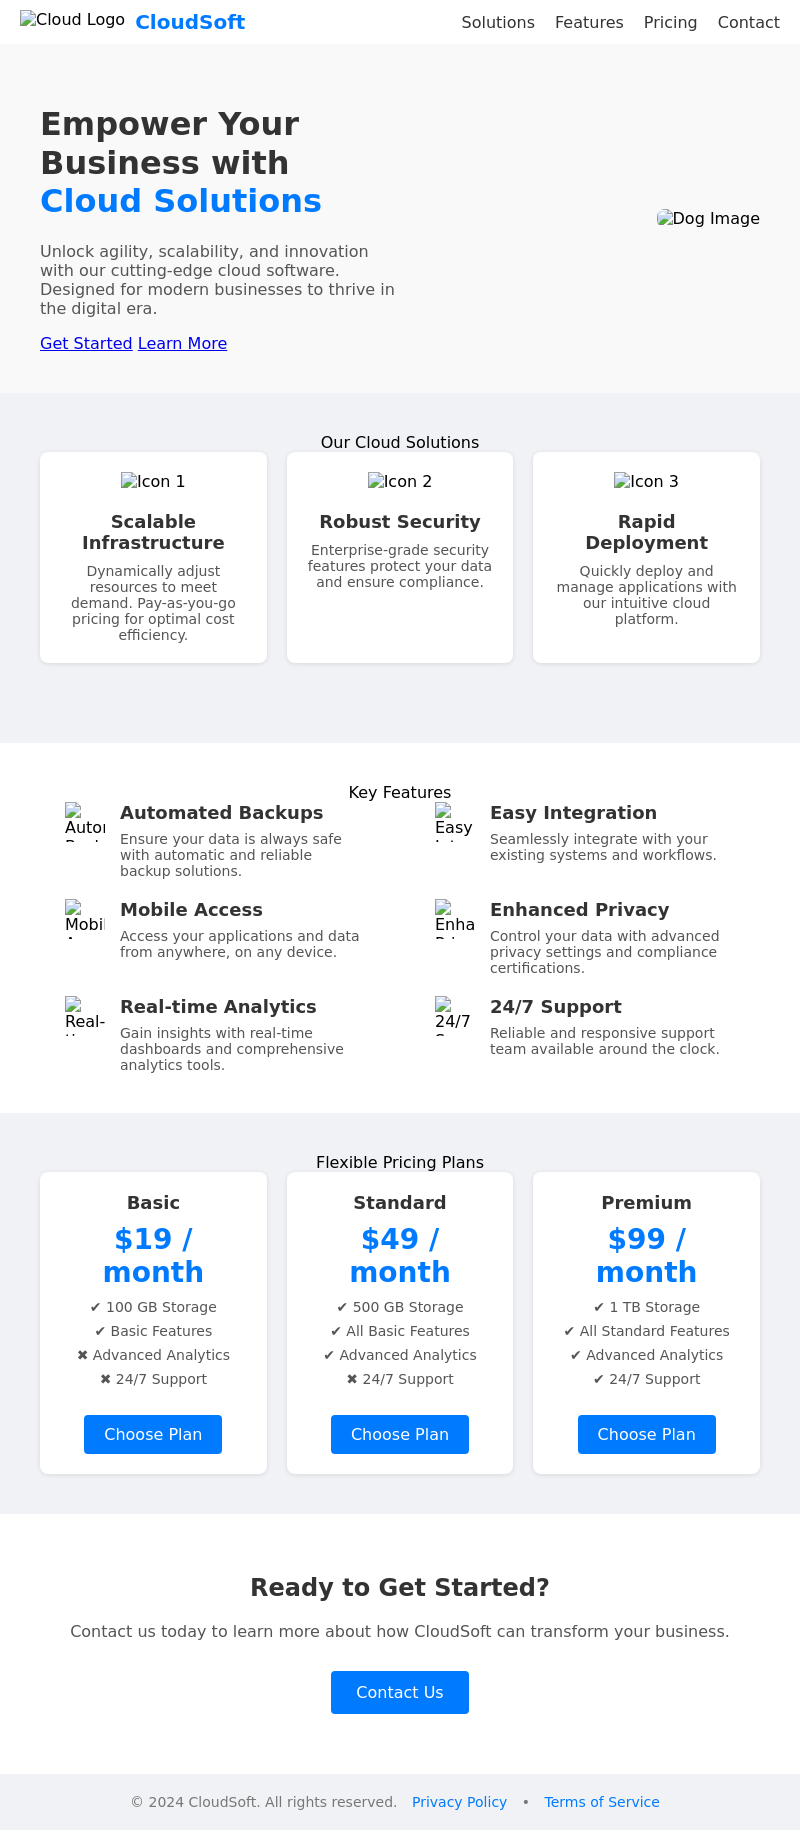 Cloud Logo CloudSoft Solutions Features Pricing Contact
Empower Your
Business with
Cloud Solutions
Unlock agility, scalability, and innovation
with our cutting-edge cloud software.
Designed for modern businesses to thrive in
the digital era.
Get Started Learn More
Dog Image
Our Cloud Solutions
Icon 1
Scalable
Infrastructure
Dynamically adjust
resources to meet
demand. Pay-as-you-go
pricing for optimal cost
efficiency.
Icon 2
Robust Security
Enterprise-grade security
features protect your data
and ensure compliance.
Icon 3
Rapid
Deployment
Quickly deploy and
manage applications with
our intuitive cloud
platform.
Key Features
Automated Backups
Ensure your data is always safe
with automatic and reliable
backup solutions.
Easy
Easy Integration
Seamlessly integrate with your
existing systems and workflows.
Mobile Access
Access your applications and data
from anywhere, on any device.
Enhanced Privacy
Control your data with advanced
privacy settings and compliance
certifications.
Real-
Real-time Analytics
Gain insights with real-time
dashboards and comprehensive
analytics tools.
24/7
24/7 Support
Reliable and responsive support
team available around the clock.
Flexible Pricing Plans
Basic
$19 /
month
✔ 100 GB Storage
✔ Basic Features
✖ Advanced Analytics
✖ 24/7 Support
Choose Plan
Standard
$49 /
month
✔ 500 GB Storage
✔ All Basic Features
✔ Advanced Analytics
✖ 24/7 Support
Choose Plan
Premium
$99 /
month
✔ 1 TB Storage
✔ All Standard Features
✔ Advanced Analytics
✔ 24/7 Support
Choose Plan
Ready to Get Started?
Contact us today to learn more about how CloudSoft can transform your business.
Contact Us
© 2024 CloudSoft. All rights reserved. Privacy Policy • Terms of Service